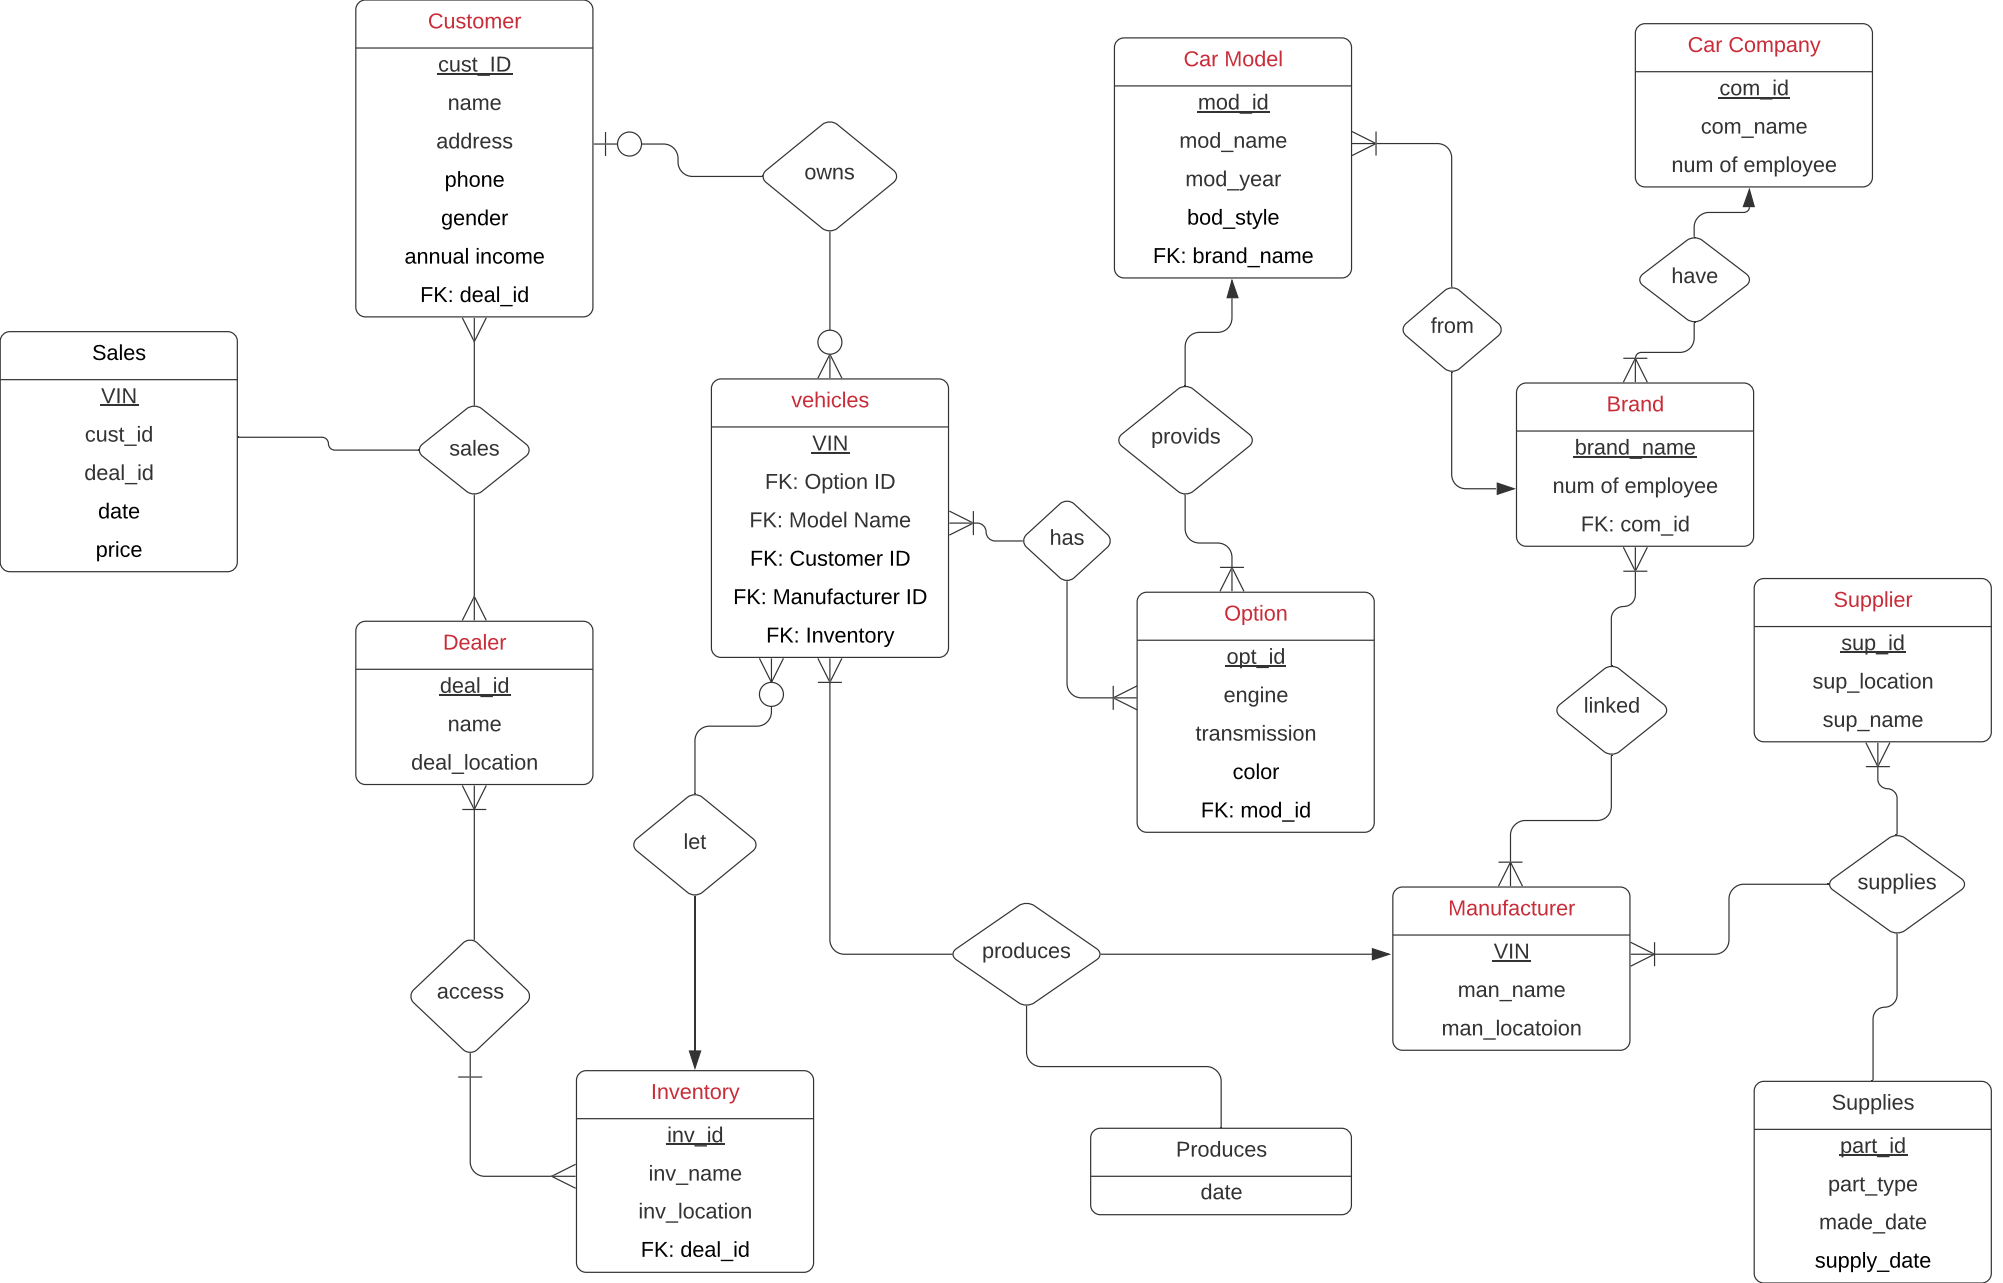 Customer
cust_ID
name
address
phone
gender
annual income
FK: deal_id
owns
Car Model
mod_id
mod_name
mod_year
bod_style
FK: brand_name
Car Company
com_id
com_name
num of employee
have
from
Sales
VIN
cust_id
deal_id
date
price
sales
vehicles
VIN
FK: Option ID
FK: Model Name
FK: Customer ID
FK: Manufacturer ID
FK: Inventory
provids
has
Brand
brand_name
num of employee
FK: com_id
Option
opt_id
engine
transmission
color
FK: mod_id
linked
Supplier
sup_id
sup_location
sup_name
Dealer
deal_id
name
deal_location
let
access
produces
Manufacturer
VIN
man_name
man_locatoion
supplies
Inventory
inv_id
inv_name
inv_location
FK: deal_id
Produces
date
Supplies
part_id
part_type
made_date
supply_date